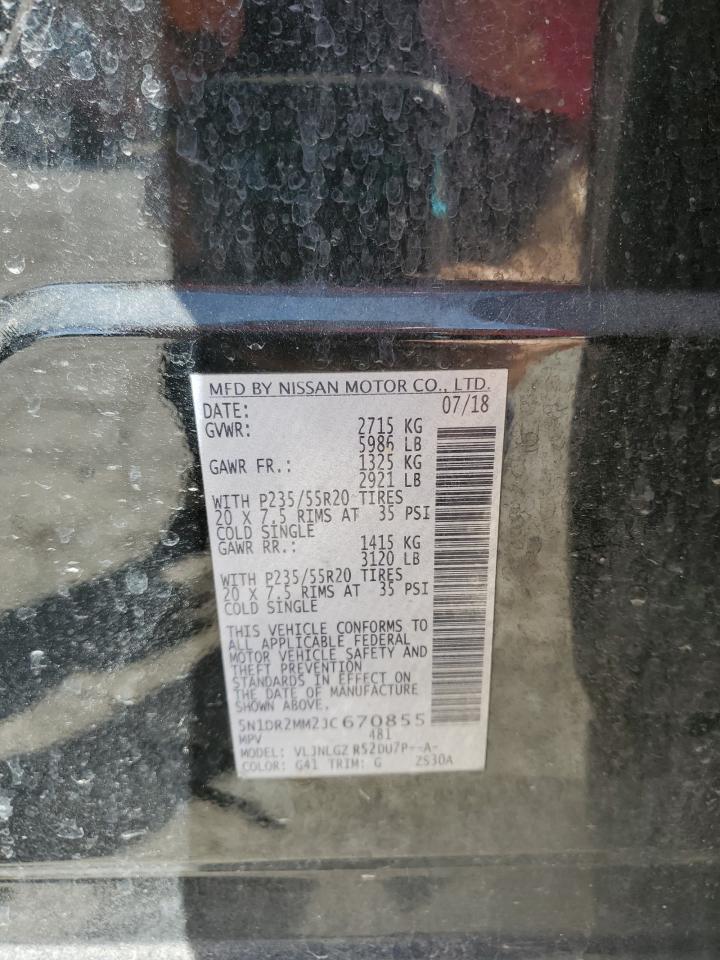 MFD BY NISSAN MOTOR CO., LTD.
DATE: 07/18
GVWR: 2715 KG
5986 LB
GAWR FR.: 1325 KG
2921 LB
WITH P235/55R20 TIRES
20 X 7.5 RIMS AT 35 PSI
COLD SINGLE
GAWR RR.: 1415 KG
3120 LB
WITH P235/55R20 TIRES
20 X 7.5 RIMS AT 35 PSI
COLD SINGLE
THIS VEHICLE CONFORMS TO
ALL APPLICABLE FEDERAL
MOTOR VEHICLE SAFETY AND
THEFT PREVENTION
STANDARDS IN EFFECT ON
THE DATE OF MANUFACTURE
SHOWN ABOVE.
5N1DR2MM2JC670855
MPV 481
MODEL: VLJNLGZ R52DU7P--A-
COLOR: G41 TRIM: G ZS30A